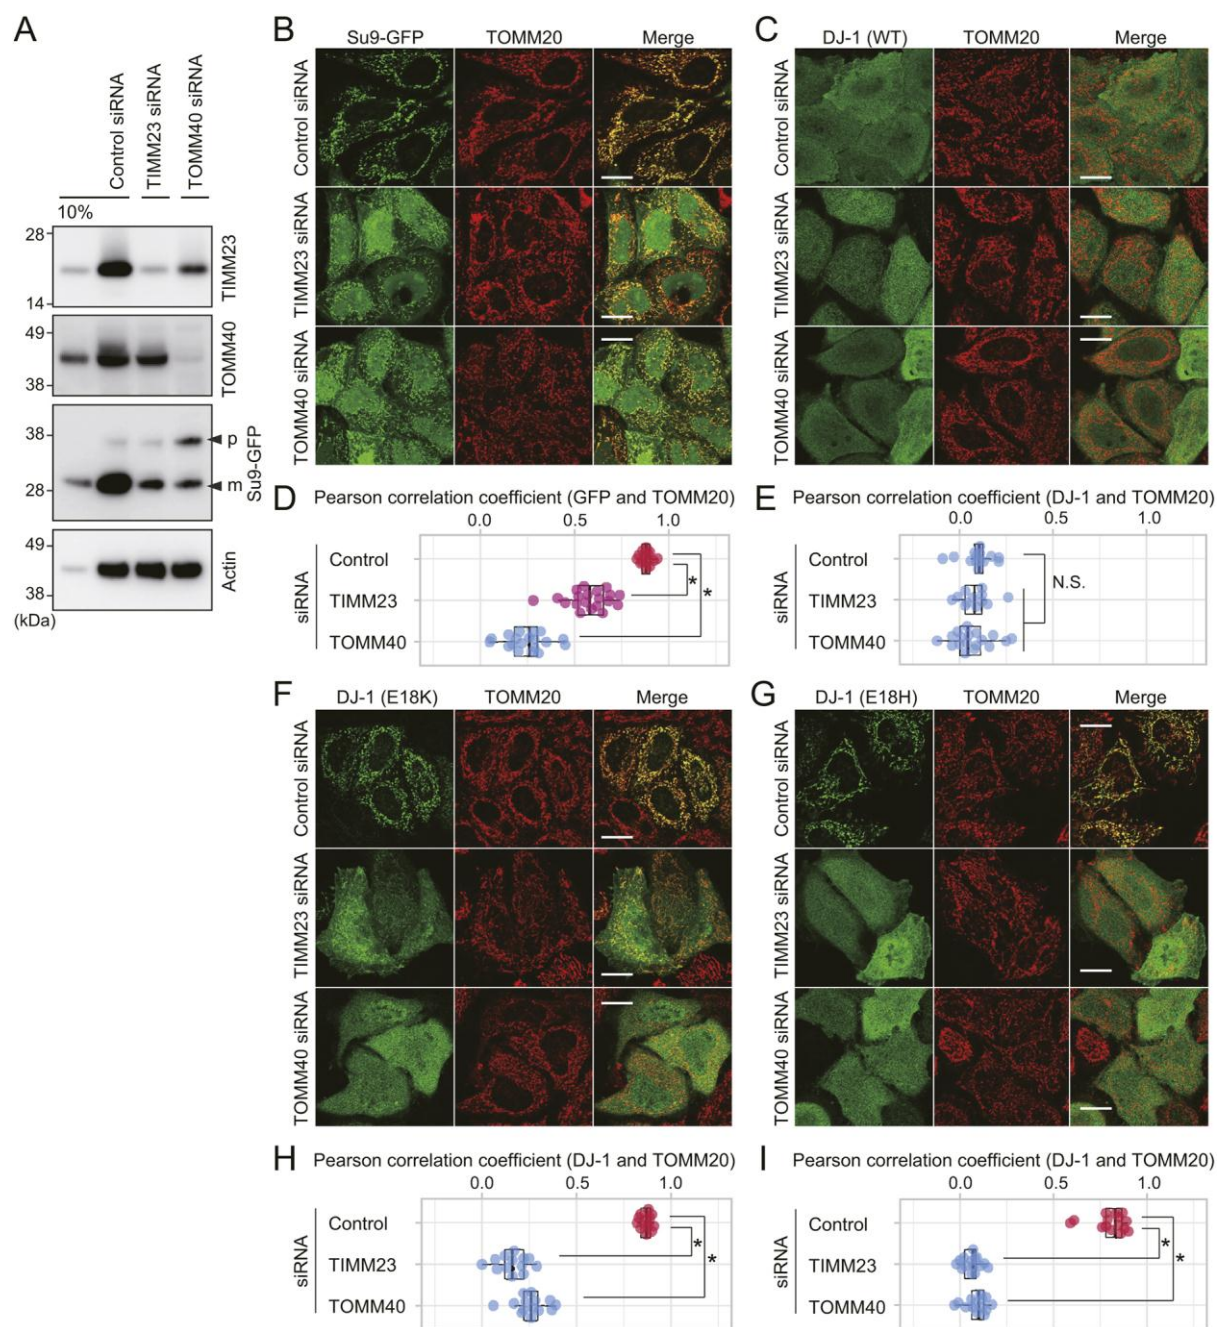 A
Control siRNA
TIMM23 siRNA
TOMM40 siRNA
10%
28
14
TIMM23
49
38
TOMM40
38
28
p
m
Su9-GFP
49
38
Actin
(kDa)
B
Su9-GFP TOMM20 Merge
Control siRNA
TIMM23 siRNA
TOMM40 siRNA
C
DJ-1 (WT) TOMM20 Merge
Control siRNA
TIMM23 siRNA
TOMM40 siRNA
D
Pearson correlation coefficient (GFP and TOMM20)
0.0 0.5 1.0
siRNA
Control
TIMM23
TOMM40
*
*
E
Pearson correlation coefficient (DJ-1 and TOMM20)
0.0 0.5 1.0
siRNA
Control
TIMM23
TOMM40
N.S.
F
DJ-1 (E18K) TOMM20 Merge
Control siRNA
TIMM23 siRNA
TOMM40 siRNA
G
DJ-1 (E18H) TOMM20 Merge
Control siRNA
TIMM23 siRNA
TOMM40 siRNA
H
Pearson correlation coefficient (DJ-1 and TOMM20)
0.0 0.5 1.0
siRNA
Control
TIMM23
TOMM40
*
*
I
Pearson correlation coefficient (DJ-1 and TOMM20)
0.0 0.5 1.0
siRNA
Control
TIMM23
TOMM40
*
*